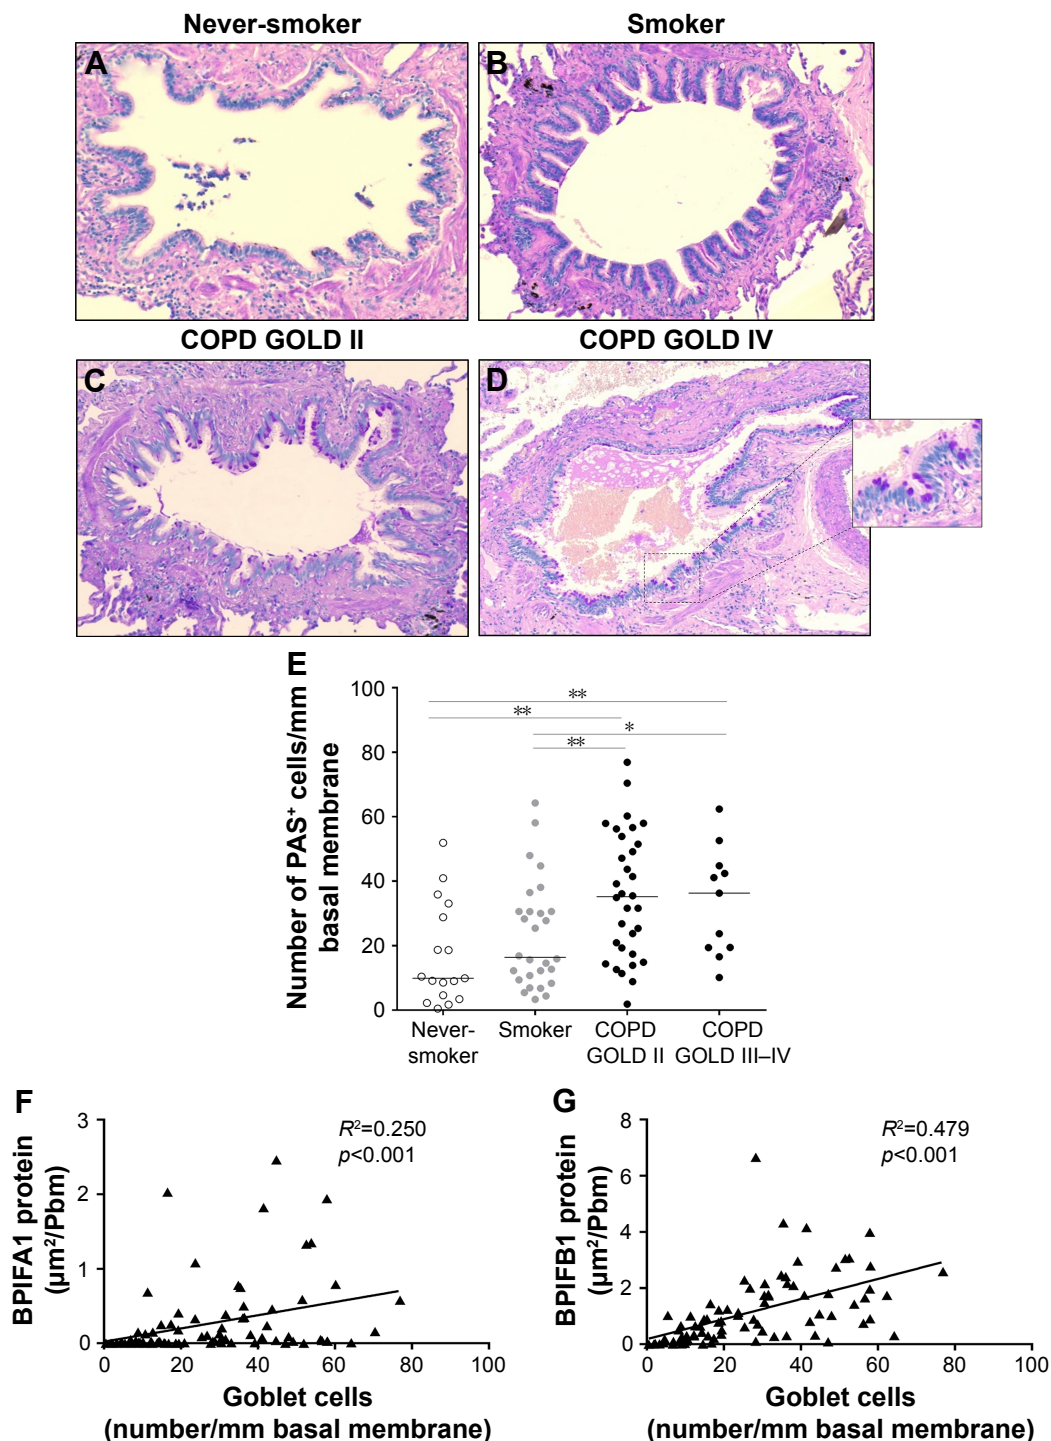 Never-smoker
Smoker
A
B
COPD GOLD II
COPD GOLD IV
C
D
E
Number of PAS⁺ cells/mm
basal membrane
100
80
60
40
20
0
**
**
*
**
Never-
smoker
Smoker
COPD
GOLD II
COPD
GOLD III–IV
F
BPIFA1 protein
(µm²/Pbm)
3
2
1
0
R²=0.250
p<0.001
0 20 40 60 80 100
Goblet cells
(number/mm basal membrane)
G
BPIFB1 protein
(µm²/Pbm)
8
6
4
2
0
R²=0.479
p<0.001
0 20 40 60 80 100
Goblet cells
(number/mm basal membrane)